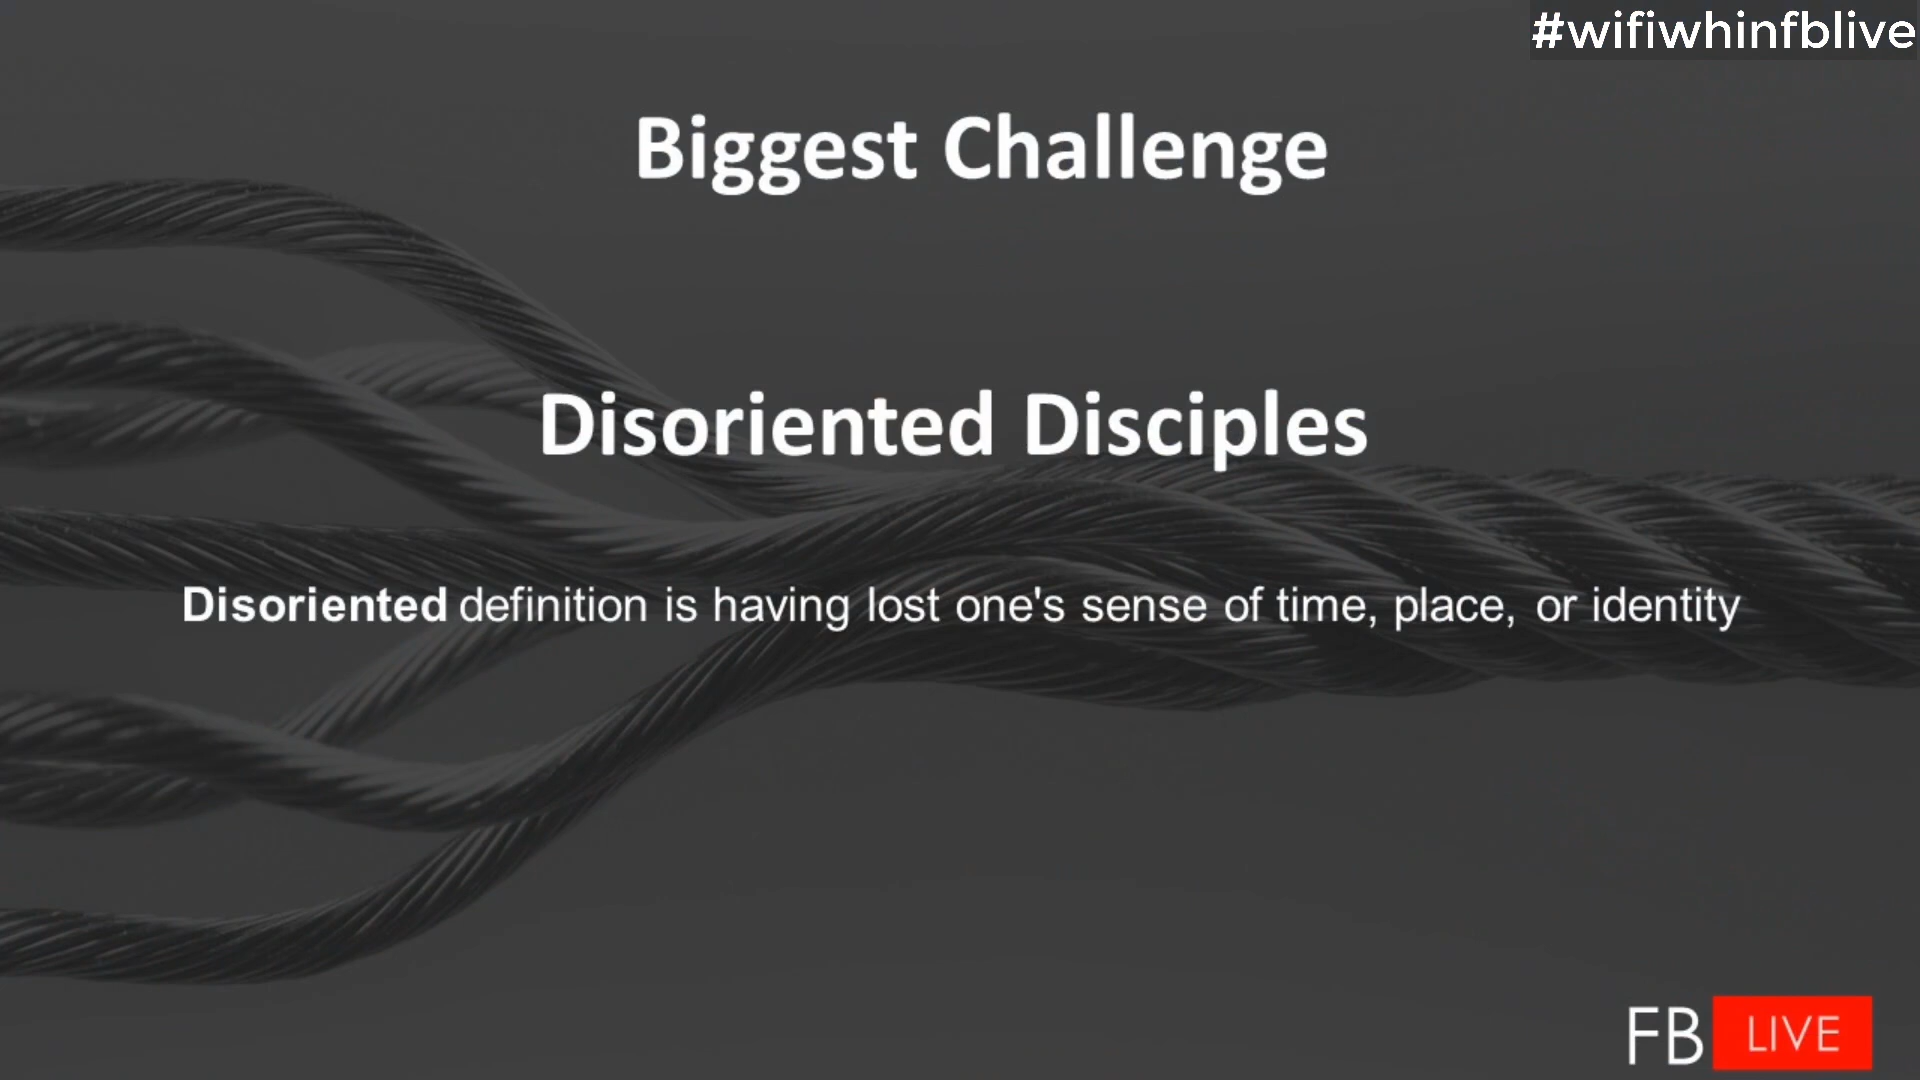 #wifiwhinfblive
Biggest Challenge
Disoriented Disciples
Disoriented definition is having lost one's sense of time, place, or identity
FB LIVE